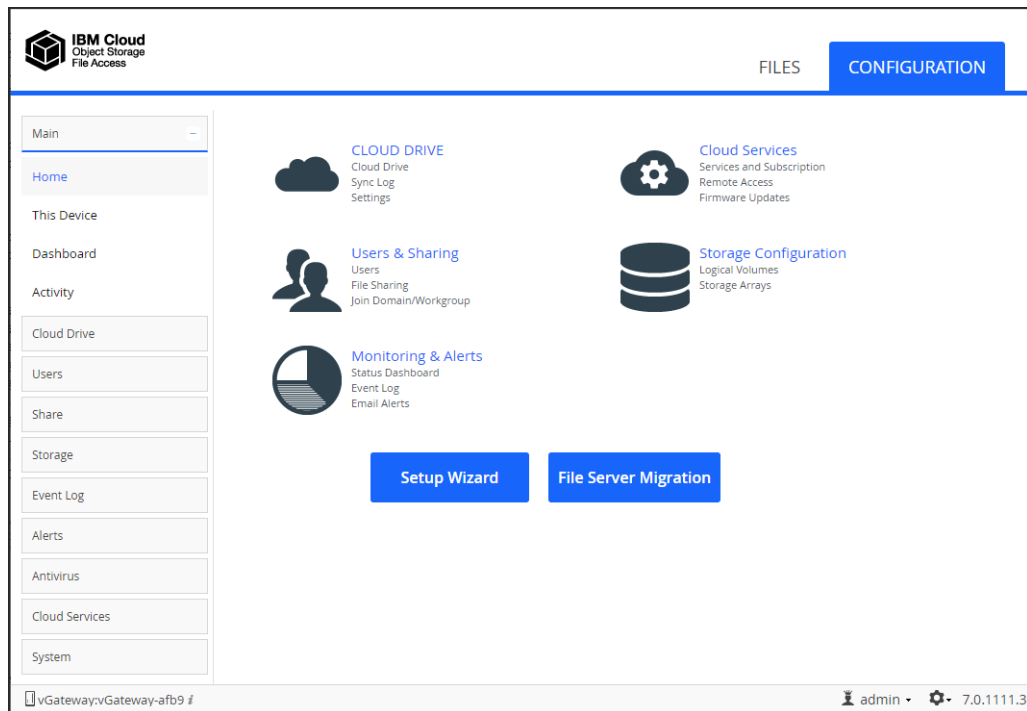 IBM Cloud
Object Storage
File Access
FILES
CONFIGURATION
Main
Home
This Device
Dashboard
Activity
Cloud Drive
Users
Share
Storage
Event Log
Alerts
Antivirus
Cloud Services
System
CLOUD DRIVE
Cloud Drive
Sync Log
Settings
Cloud Services
Services and Subscription
Remote Access
Firmware Updates
Users & Sharing
Users
File Sharing
Join Domain/Workgroup
Storage Configuration
Logical Volumes
Storage Arrays
Monitoring & Alerts
Status Dashboard
Event Log
Email Alerts
Setup Wizard
File Server Migration
vGateway:vGateway-afb9 i
admin
7.0.1111.3